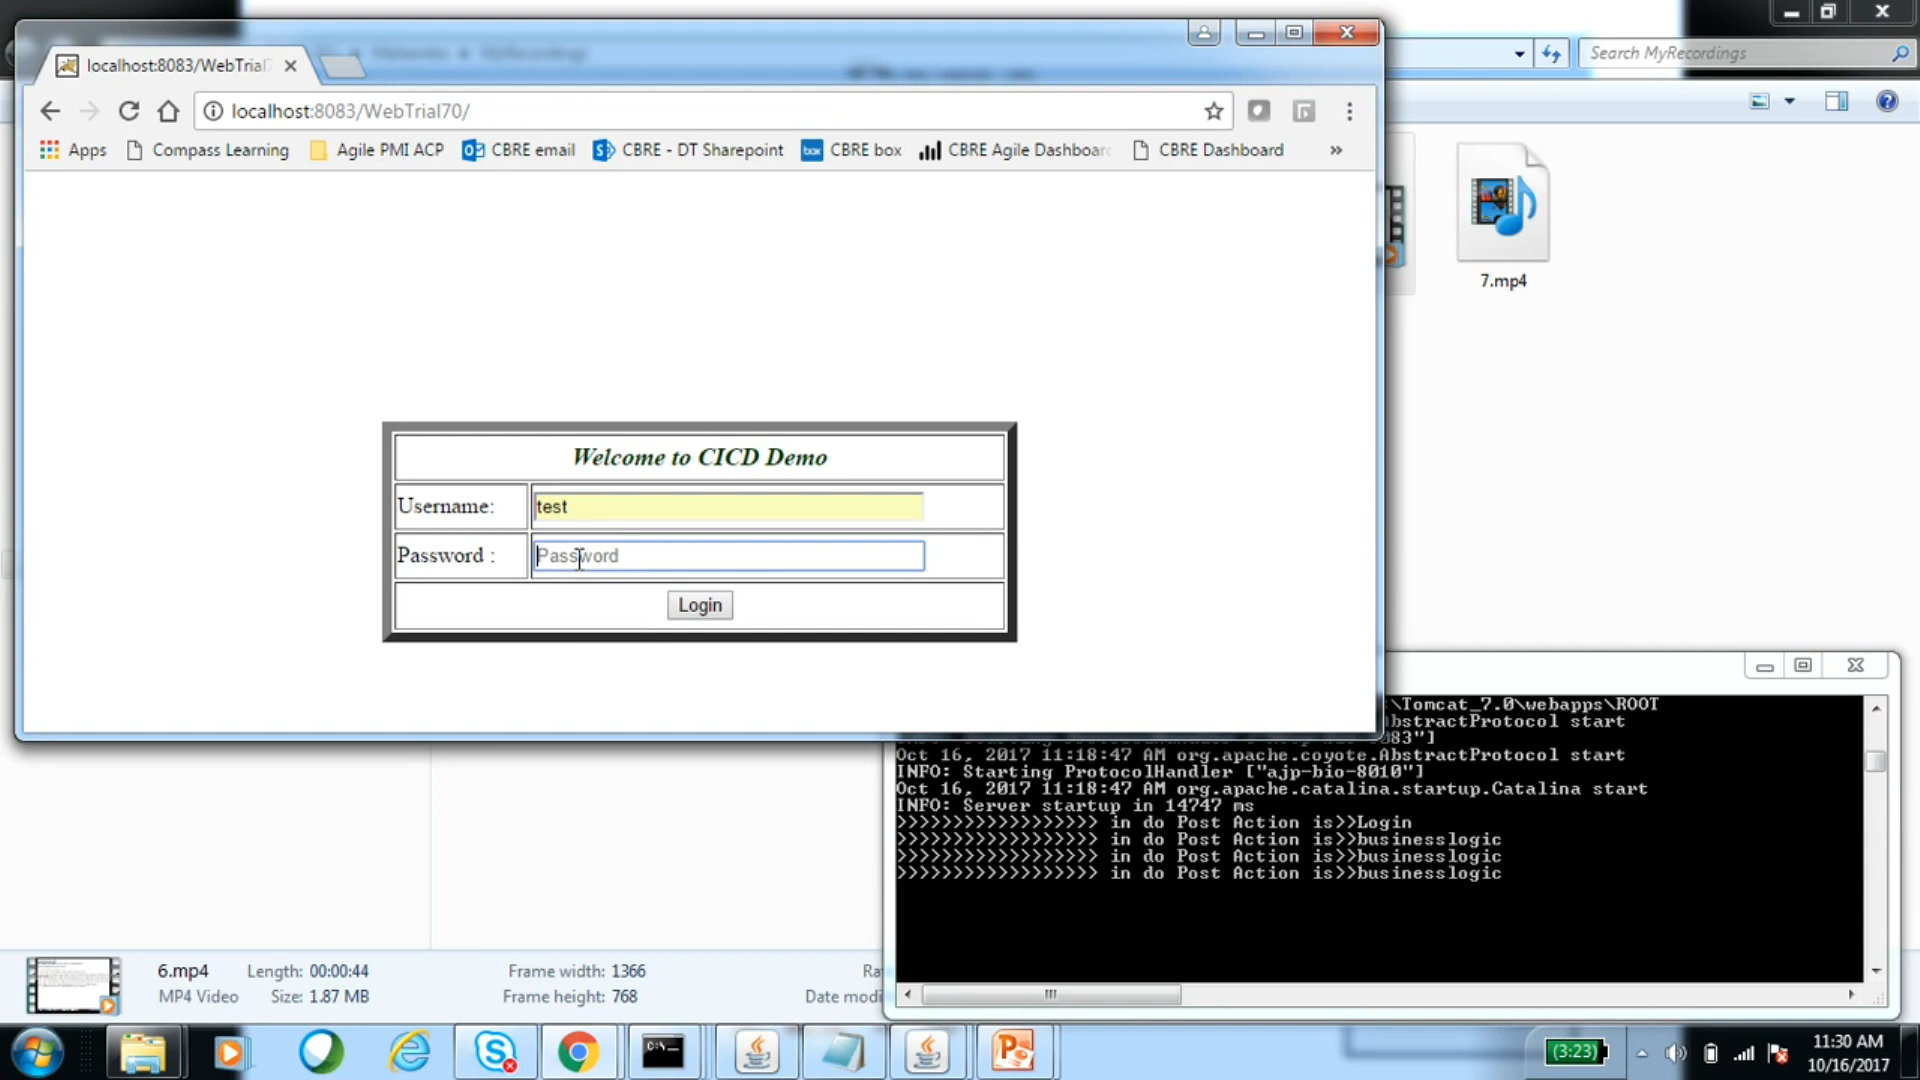 Search MyRecordings
localhost:8083/WebTrial7
localhost:8083/WebTrial70/
Apps Compass Learning Agile PMI ACP CBRE email CBRE - DT Sharepoint box CBRE box CBRE Agile Dashboar CBRE Dashboard »
7.mp4
Welcome to CICD Demo
Username: test
Password : Password
Login
\Tomcat_7.0\webapps\ROOT
bstractProtocol start
83"]
Oct 16, 2017 11:18:47 AM org.apache.coyote.AbstractProtocol start
INFO: Starting ProtocolHandler ["ajp-bio-8010"]
Oct 16, 2017 11:18:47 AM org.apache.catalina.startup.Catalina start
INFO: Server startup in 14747 ms
>>>>>>>>>>>>>>>>>> in do Post Action is>>Login
>>>>>>>>>>>>>>>>>> in do Post Action is>>businesslogic
>>>>>>>>>>>>>>>>>> in do Post Action is>>businesslogic
>>>>>>>>>>>>>>>>>> in do Post Action is>>businesslogic
6.mp4 Length: 00:00:44 Frame width: 1366 Ra
MP4 Video Size: 1.87 MB Frame height: 768 Date modi
(3:23)
11:30 AM
10/16/2017